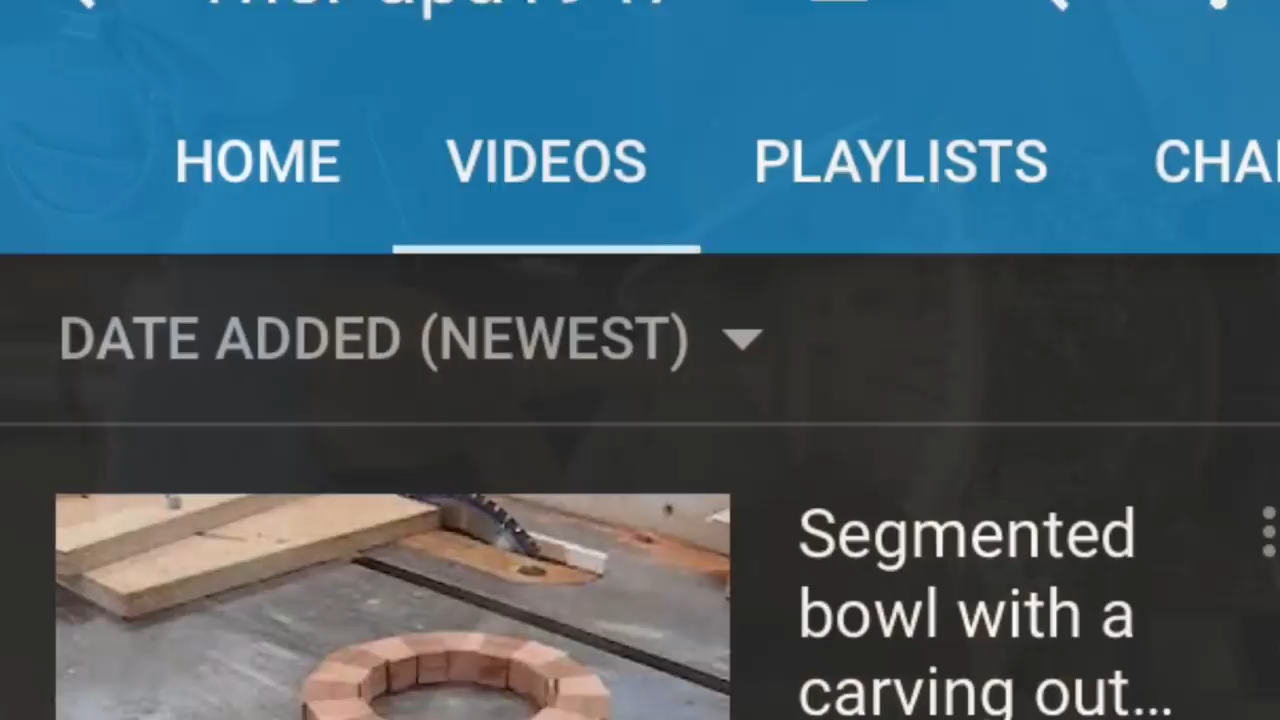 HOME VIDEOS PLAYLISTS
DATE ADDED (NEWEST)
Segmented
bowl with a
carving out...